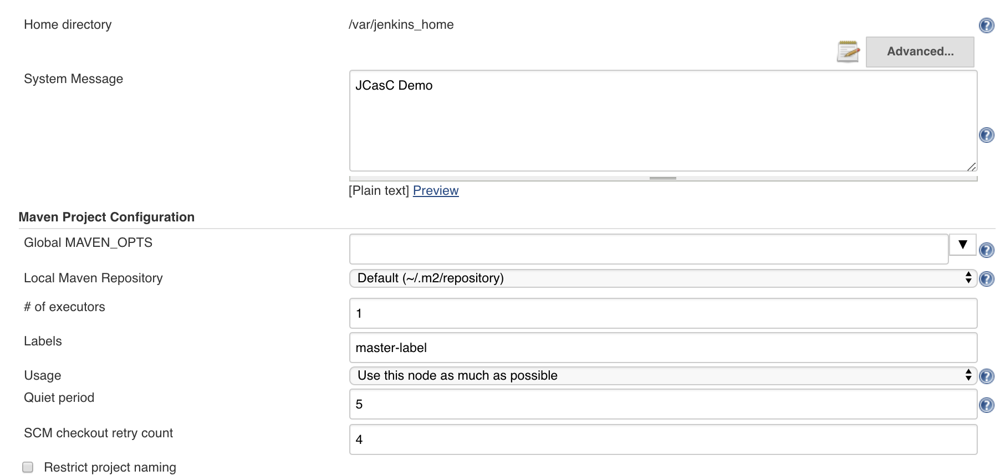 Home directory /var/jenkins_home
Advanced...
System Message JCasC Demo
[Plain text] Preview
Maven Project Configuration
Global MAVEN_OPTS
Local Maven Repository Default (~/.m2/repository)
# of executors 1
Labels master-label
Usage Use this node as much as possible
Quiet period 5
SCM checkout retry count 4
Restrict project naming